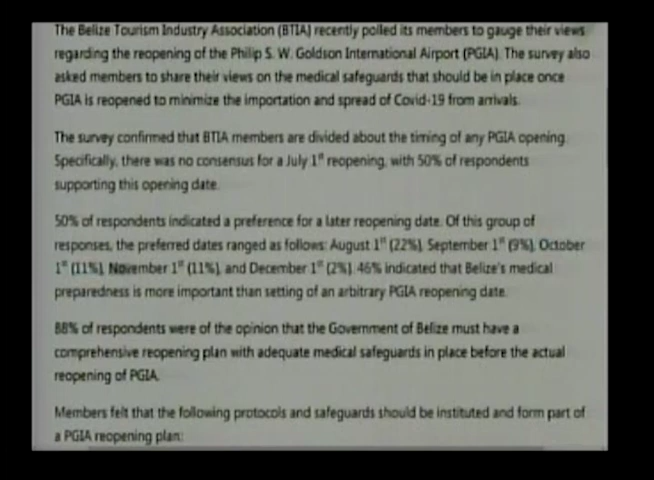 The Belize Tourism Industry Association (BTIA) recently polled its members to gauge their views
regarding the reopening of the Philip S. W. Goldson International Airport (PGIA). The survey also
asked members to share their views on the medical safeguards that should be in place once
PGIA is reopened to minimize the importation and spread of Covid-19 from arrivals.
The survey confirmed that BTIA members are divided about the timing of any PGIA opening.
Specifically, there was no consensus for a July 1st reopening, with 50% of respondents
supporting this opening date.
50% of respondents indicated a preference for a later reopening date. Of this group of
responses, the preferred dates ranged as follows: August 1st (22%), September 1st (9%), October
1st (11%), November 1st (11%), and December 1st (2%). 46% indicated that Belize's medical
preparedness is more important than setting of an arbitrary PGIA reopening date.
88% of respondents were of the opinion that the Government of Belize must have a
comprehensive reopening plan with adequate medical safeguards in place before the actual
reopening of PGIA.
Members felt that the following protocols and safeguards should be instituted and form part of
a PGIA reopening plan: